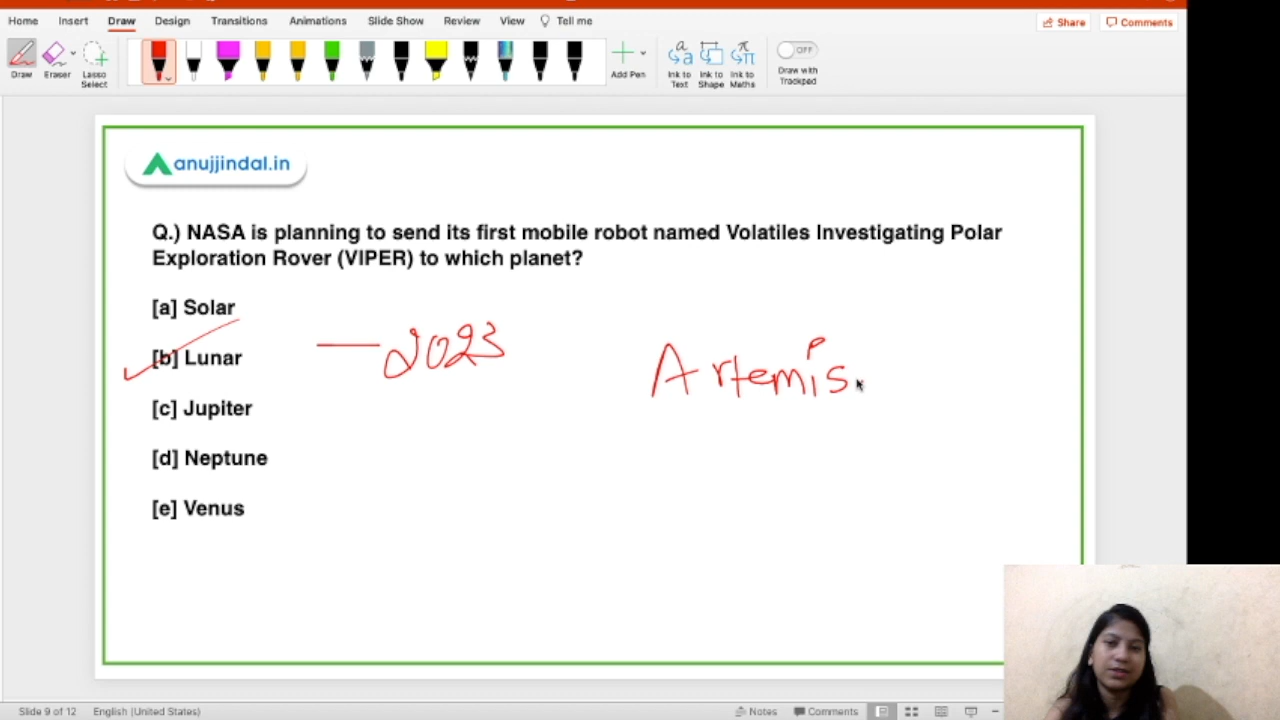 Home Insert Draw Design Transitions Animations Slide Show Review View Tell me Share Comments
Draw Eraser Lasso Select Add Pen Ink to Text Ink to Shape Ink to Maths OFF Draw with Trackpad
anujjindal.in
Q.) NASA is planning to send its first mobile robot named Volatiles Investigating Polar
Exploration Rover (VIPER) to which planet?
[a] Solar
[b] Lunar
2023
Artemis
[c] Jupiter
[d] Neptune
[e] Venus
Slide 9 of 12 English (United States) Notes Comments